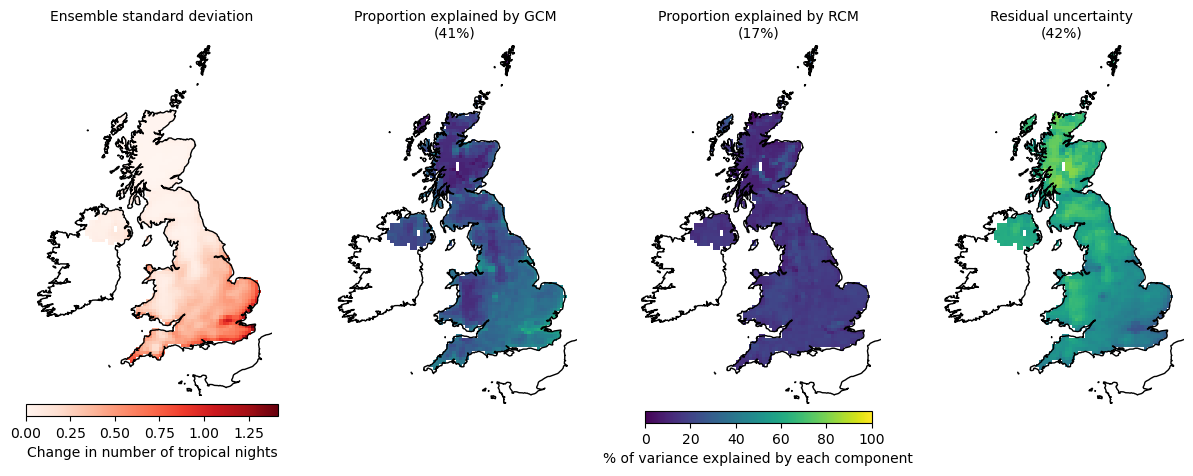 Ensemble standard deviation
Proportion explained by GCM
(41%)
Proportion explained by RCM
(17%)
Residual uncertainty
(42%)
0.00 0.25 0.50 0.75 1.00 1.25
Change in number of tropical nights
0 20 40 60 80 100
% of variance explained by each component